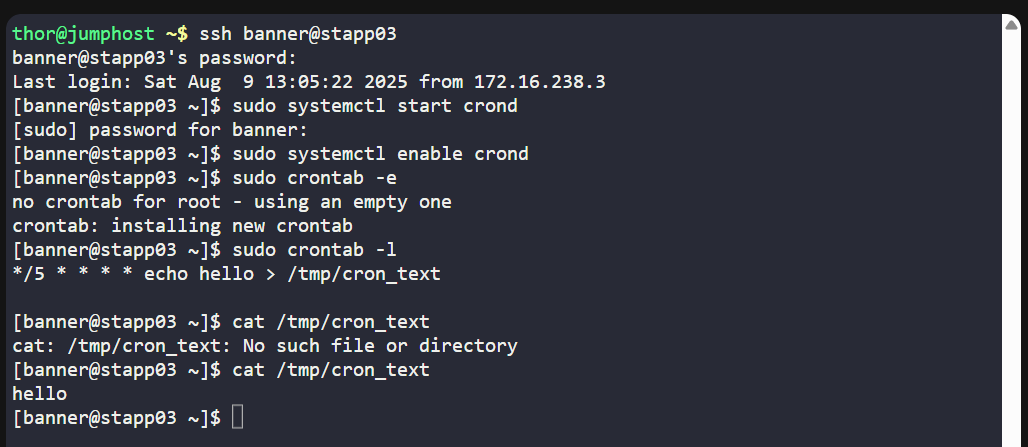 thor@jumphost ~$ ssh banner@stapp03
banner@stapp03's password:
Last login: Sat Aug  9 13:05:22 2025 from 172.16.238.3
[banner@stapp03 ~]$ sudo systemctl start crond
[sudo] password for banner:
[banner@stapp03 ~]$ sudo systemctl enable crond
[banner@stapp03 ~]$ sudo crontab -e
no crontab for root - using an empty one
crontab: installing new crontab
[banner@stapp03 ~]$ sudo crontab -l
*/5 * * * * echo hello > /tmp/cron_text
[banner@stapp03 ~]$ cat /tmp/cron_text
cat: /tmp/cron_text: No such file or directory
[banner@stapp03 ~]$ cat /tmp/cron_text
hello
[banner@stapp03 ~]$